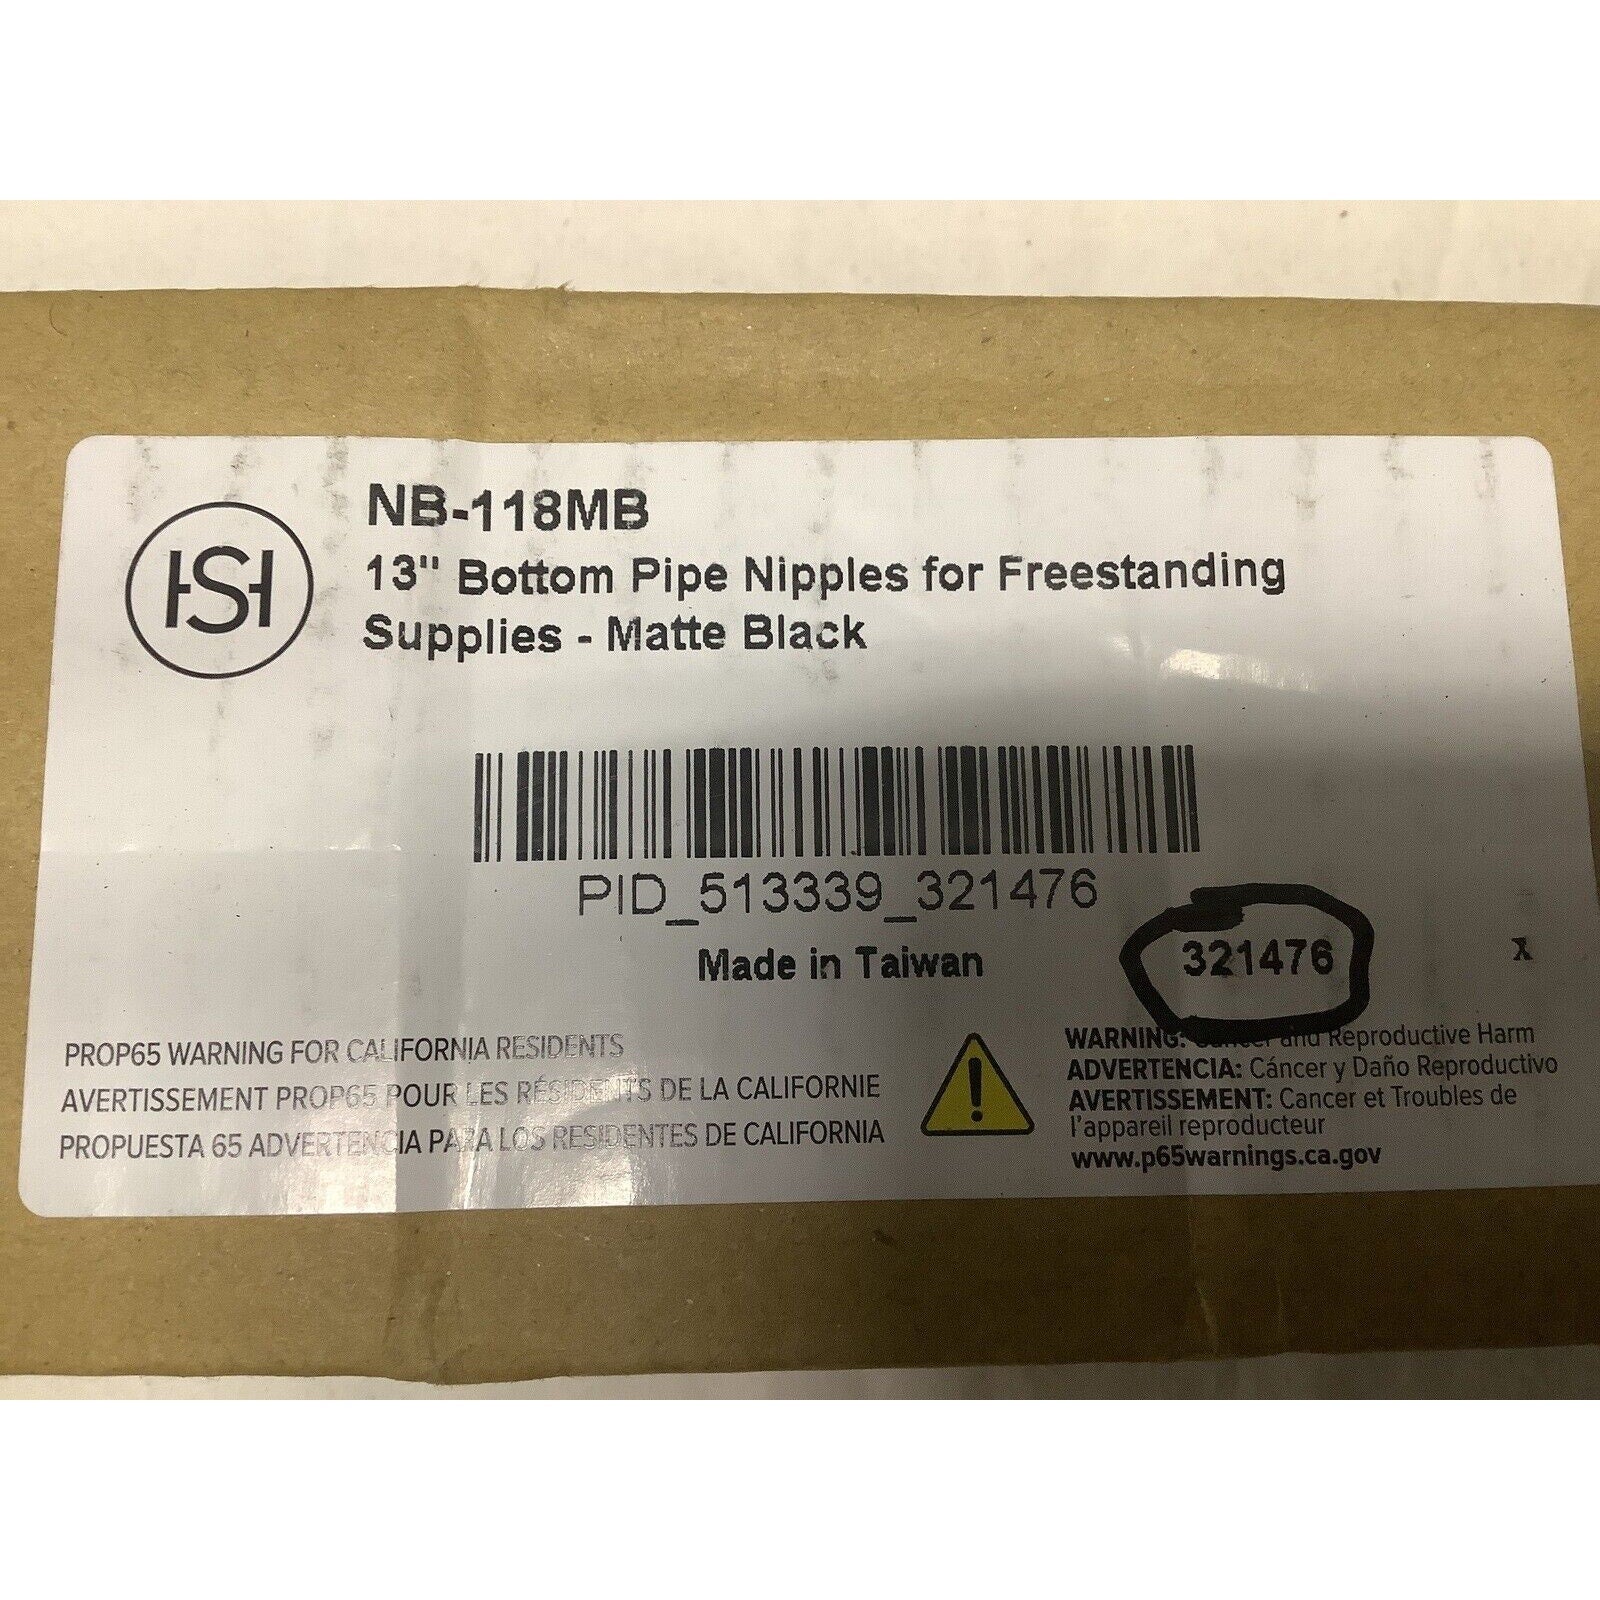 HSH
NB-118MB
13" Bottom Pipe Nipples for Freestanding
Supplies - Matte Black
PID_513339_321476
Made in Taiwan
321476
X
PROP65 WARNING FOR CALIFORNIA RESIDENTS
AVERTISSEMENT PROP65 POUR LES RÉSIDENTS DE LA CALIFORNIE
PROPUESTA 65 ADVERTENCIA PARA LOS RESIDENTES DE CALIFORNIA
WARNING: Cancer and Reproductive Harm
ADVERTENCIA: Cáncer y Daño Reproductivo
AVERTISSEMENT: Cancer et Troubles de
l'appareil reproducteur
www.p65warnings.ca.gov